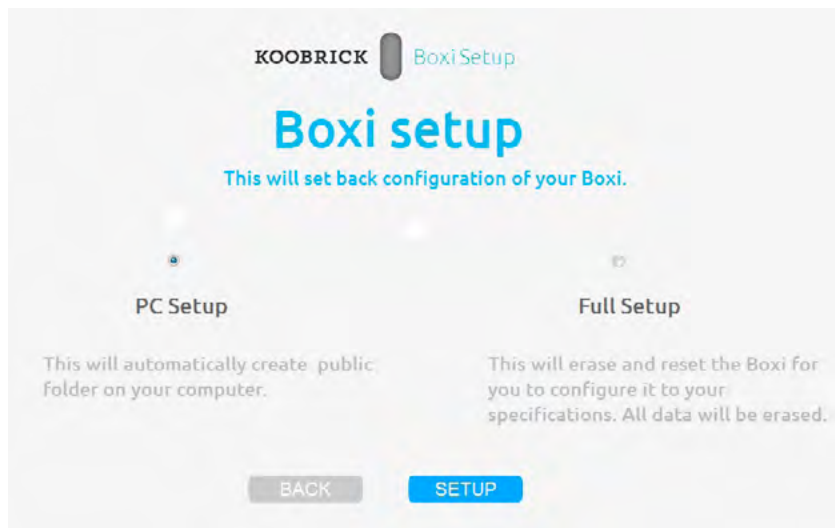 KOOBRICK Boxi Setup
Boxi setup
This will set back configuration of your Boxi.
PC Setup
Full Setup
This will automatically create public
folder on your computer.
This will erase and reset the Boxi for
you to configure it to your
specifications. All data will be erased.
BACK
SETUP